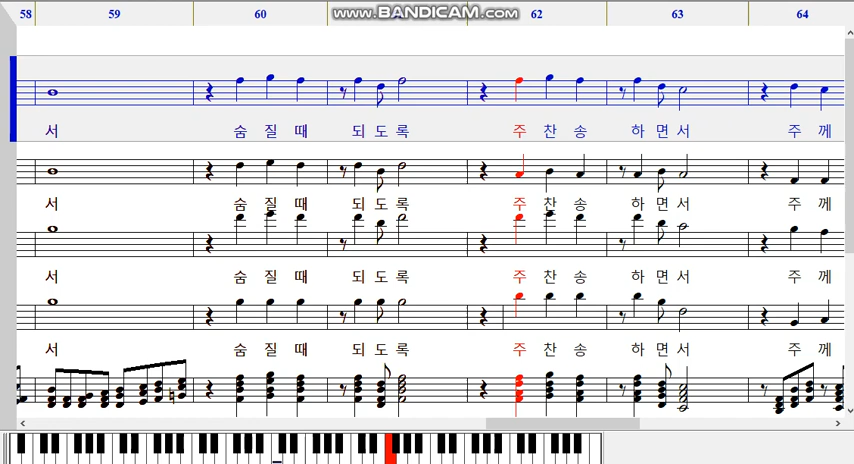 www.BANDICAM.com
58 59 60 62 63 64
서 숨 질 때 되 도 록 주 찬 송 하 면 서 주 께
서 숨 질 때 되 도 록 주 찬 송 하 면 서 주 께
서 숨 질 때 되 도 록 주 찬 송 하 면 서 주 께
서 숨 질 때 되 도 록 주 찬 송 하 면 서 주 께